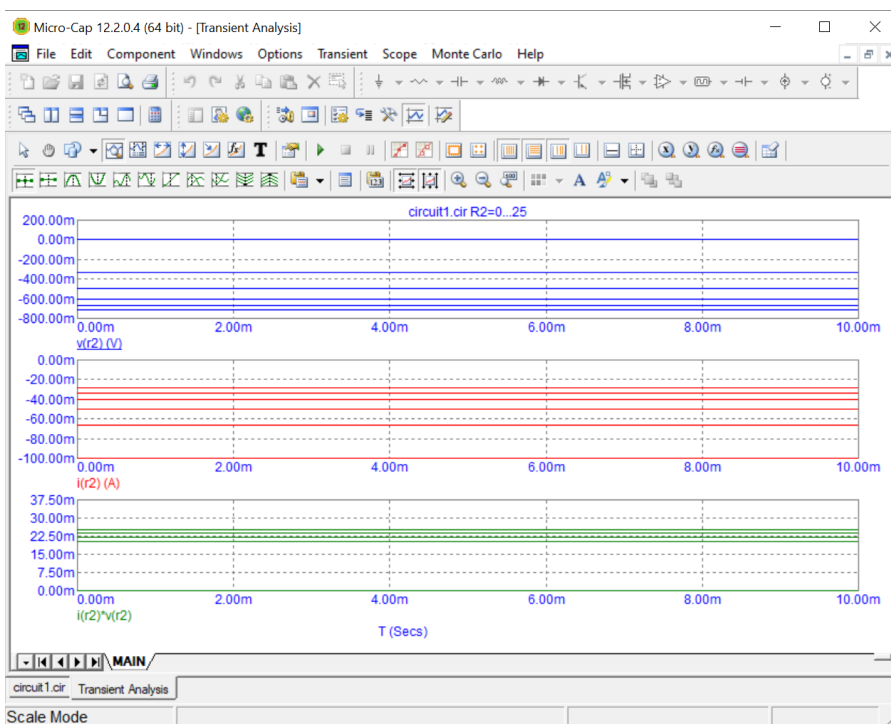 Micro-Cap 12.2.0.4 (64 bit) - [Transient Analysis]
File Edit Component Windows Options Transient Scope Monte Carlo Help
circuit1.cir R2=0...25
200.00m
0.00m
-200.00m
-400.00m
-600.00m
-800.00m
0.00m 2.00m 4.00m 6.00m 8.00m 10.00m
v(r2) (V)
0.00m
-20.00m
-40.00m
-60.00m
-80.00m
-100.00m
0.00m 2.00m 4.00m 6.00m 8.00m 10.00m
i(r2) (A)
37.50m
30.00m
22.50m
15.00m
7.50m
0.00m
0.00m 2.00m 4.00m 6.00m 8.00m 10.00m
i(r2)*v(r2)
T (Secs)
MAIN
circuit1.cir Transient Analysis
Scale Mode